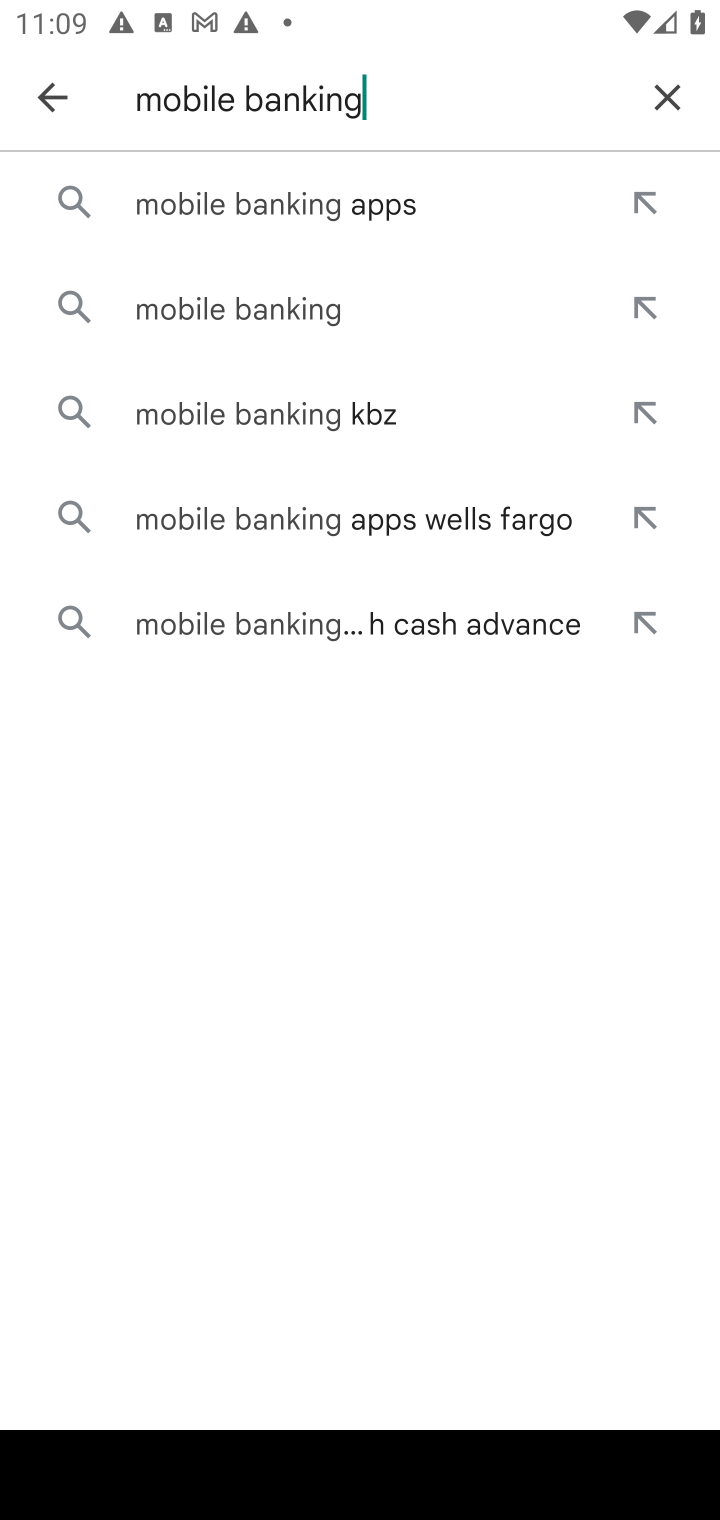 11:09
mobile banking
mobile banking apps
mobile banking
mobile banking kbz
mobile banking apps wells fargo
mobile banking... h cash advance